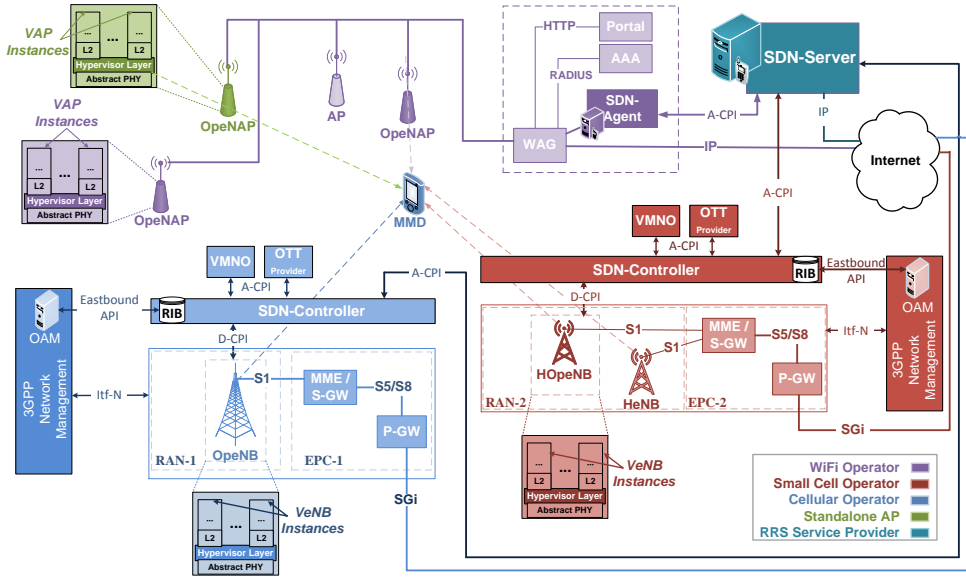 VAP
Instances
...
...
...
L2
L2
Hypervisor Layer
Abstract PHY
OpeNAP
AP
OpeNAP
VAP
Instances
...
...
...
L2
L2
Hypervisor Layer
Abstract PHY
OpeNAP
HTTP
Portal
AAA
RADIUS
SDN-
Agent
WAG
A-CPI
IP
SDN-Server
IP
Internet
A-CPI
MMD
VMNO
OTT
Provider
A-CPI
A-CPI
SDN-Controller
RIB
Eastbound
API
OAM
3GPP
Network
Management
Itf-N
D-CPI
S1
MME /
S-GW
S5/S8
P-GW
OpeNB
RAN-1
EPC-1
SGi
VeNB
Instances
...
...
...
L2
L2
Hypervisor Layer
Abstract PHY
VMNO
OTT
Provider
A-CPI
SDN-Controller
RIB
Eastbound
API
OAM
3GPP
Network
Management
Itf-N
D-CPI
S1
S1
MME /
S-GW
S5/S8
P-GW
HOpeNB
HeNB
RAN-2
EPC-2
SGi
VeNB
Instances
...
...
...
L2
L2
Hypervisor Layer
Abstract PHY
WiFi Operator
Small Cell Operator
Cellular Operator
Standalone AP
RRS Service Provider